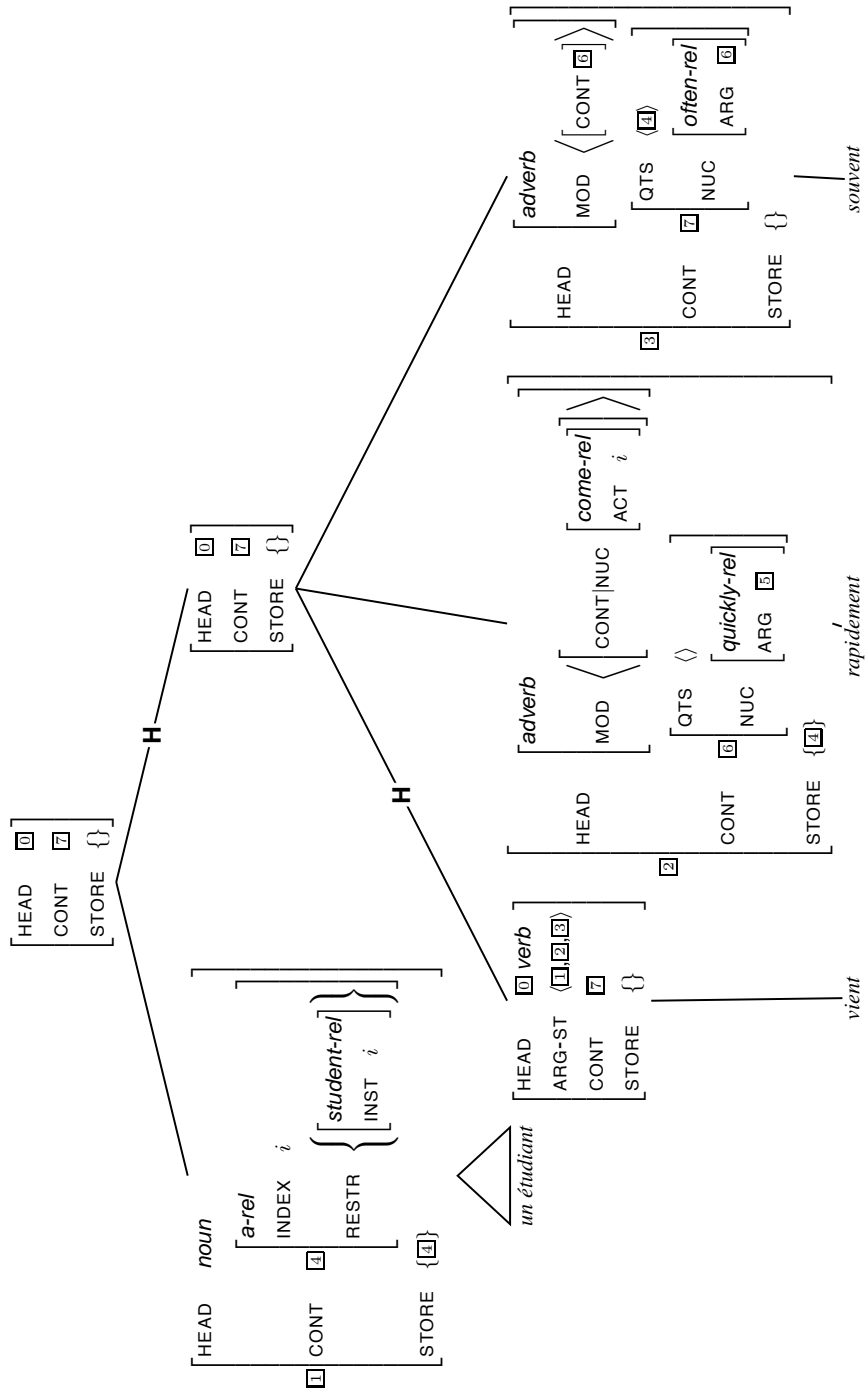 HEAD 0
CONT 7
STORE {}
H
1
HEAD noun
CONT 4
a-rel
INDEX i
RESTR { [ student-rel
INST i ] }
STORE {4}
un étudiant
HEAD 0
CONT 7
STORE {}
H
HEAD 0 verb
ARG-ST ⟨1,2,3⟩
CONT 7
STORE {}
vient
2
HEAD
adverb
MOD ⟨ [ CONT|NUC [ come-rel
ACT i ] ] ⟩
CONT 6
QTS ⟨⟩
NUC [ quickly-rel
ARG 5 ]
STORE {4}
rapidement
3
HEAD
adverb
MOD ⟨ [ CONT 6 ] ⟩
CONT 7
QTS ⟨4⟩
NUC [ often-rel
ARG 6 ]
STORE {}
souvent